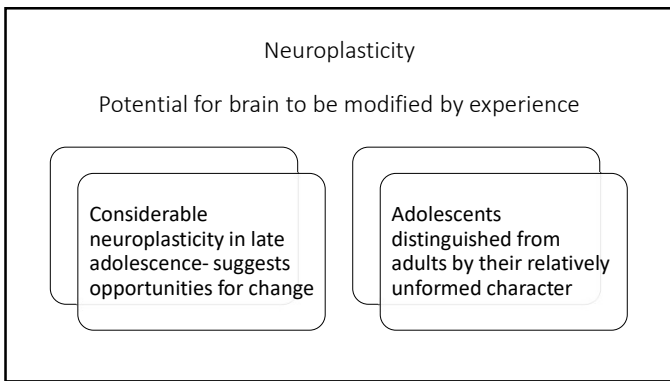 Neuroplasticity
Potential for brain to be modified by experience
Considerable
neuroplasticity in late
adolescence- suggests
opportunities for change
Adolescents
distinguished from
adults by their relatively
unformed character